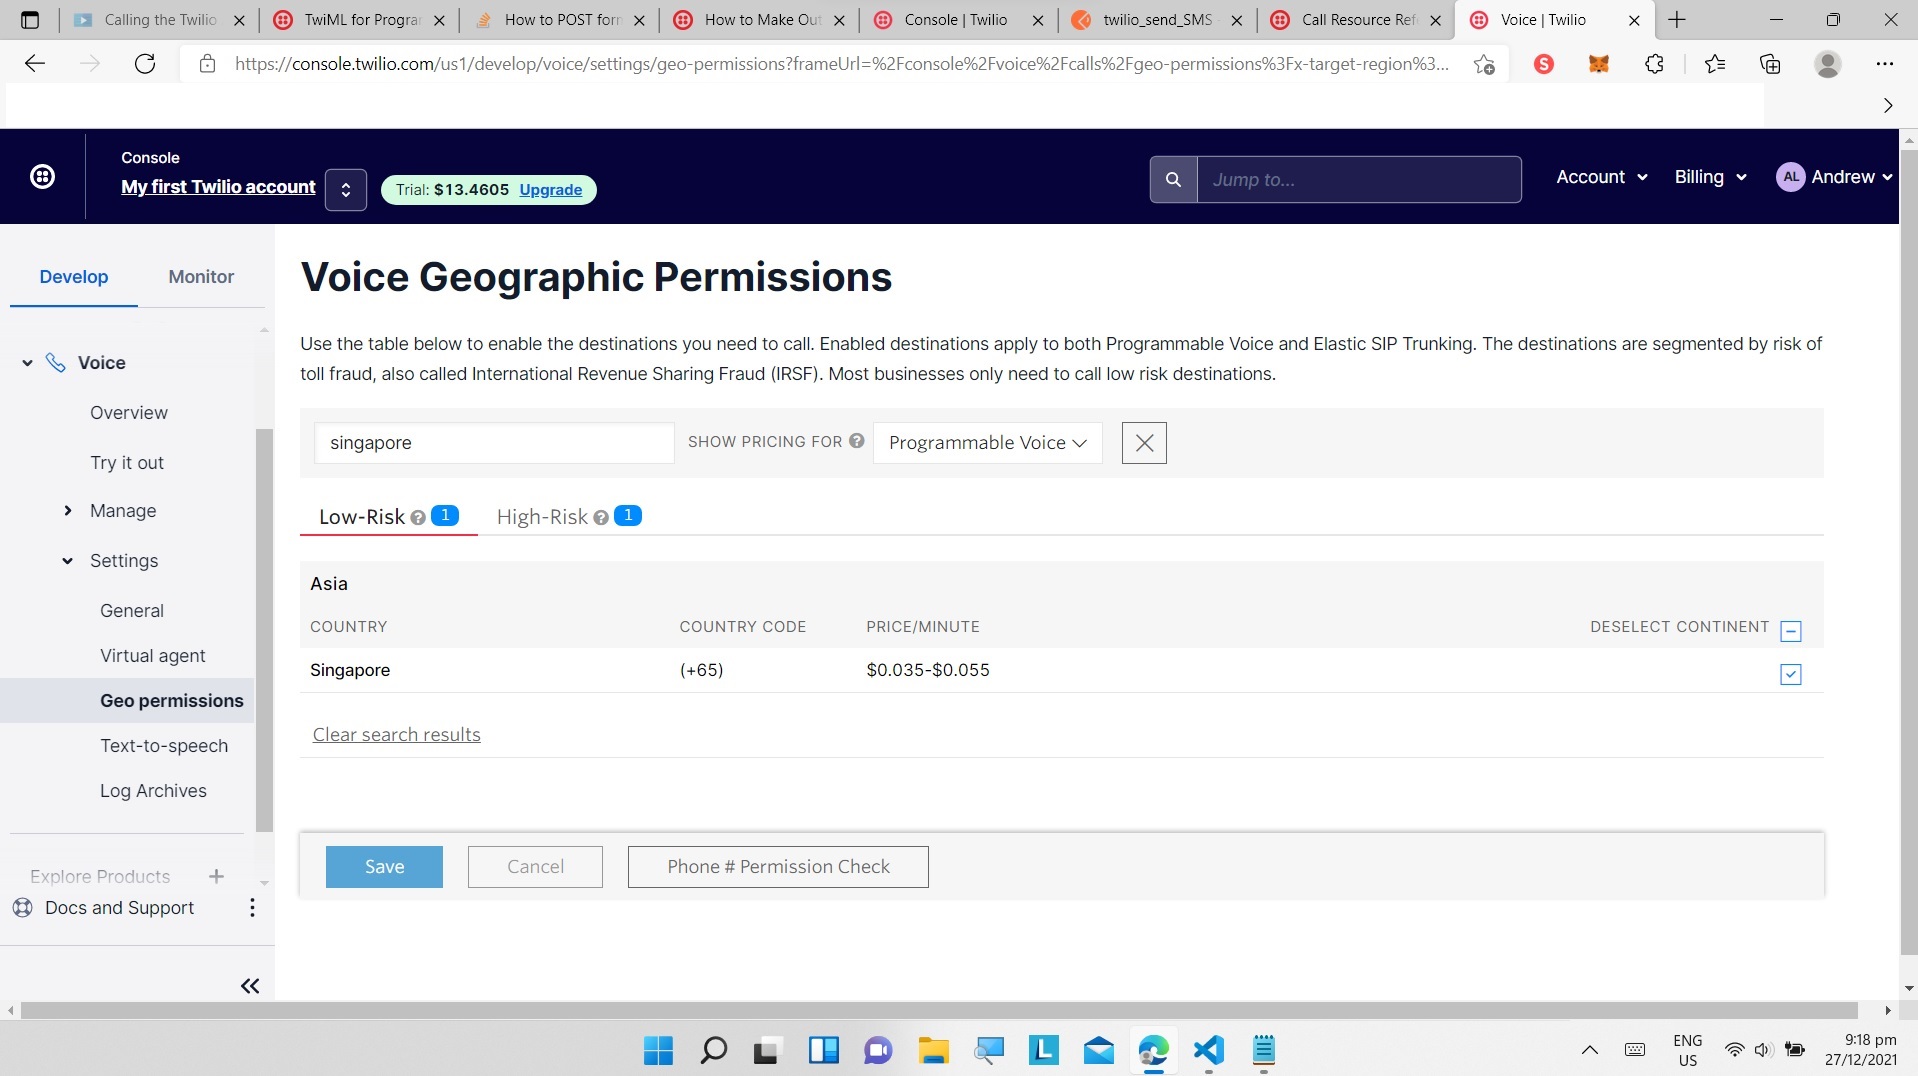 Calling the Twilio
TwiML for Progra
How to POST forn
How to Make Out
Console | Twilio
twilio_send_SMS
Call Resource Ref
Voice | Twilio
https://console.twilio.com/us1/develop/voice/settings/geo-permissions?frameUrl=%2Fconsole%2Fvoice%2Fcalls%2Fgeo-permissions%3Fx-target-region%3...
S
Console
My first Twilio account
Trial: $13.4605 Upgrade
Jump to...
Account
Billing
AL
Andrew
Develop
Monitor
Voice
Overview
Try it out
Manage
Settings
General
Virtual agent
Geo permissions
Text-to-speech
Log Archives
Explore Products +
Docs and Support
Voice Geographic Permissions
Use the table below to enable the destinations you need to call. Enabled destinations apply to both Programmable Voice and Elastic SIP Trunking. The destinations are segmented by risk of
toll fraud, also called International Revenue Sharing Fraud (IRSF). Most businesses only need to call low risk destinations.
singapore
SHOW PRICING FOR ?
Programmable Voice
Low-Risk ? 1
High-Risk ? 1
Asia
COUNTRY COUNTRY CODE PRICE/MINUTE DESELECT CONTINENT
Singapore (+65) $0.035-$0.055
Clear search results
Save
Cancel
Phone # Permission Check
L
ENG
US
9:18 pm
27/12/2021